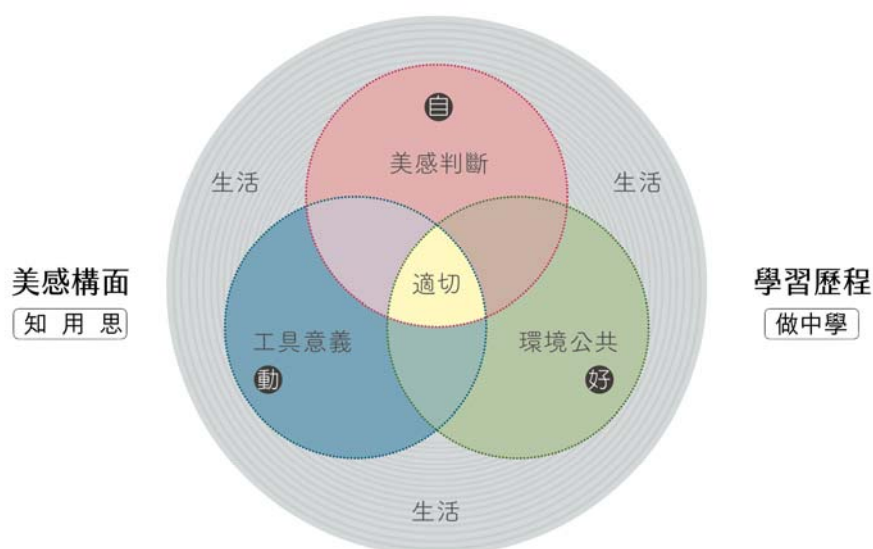 自
美感判斷
生活
生活
美感構面
知 用 思
學習歷程
做中學
適切
工具意義
環境公共
動
好
生活